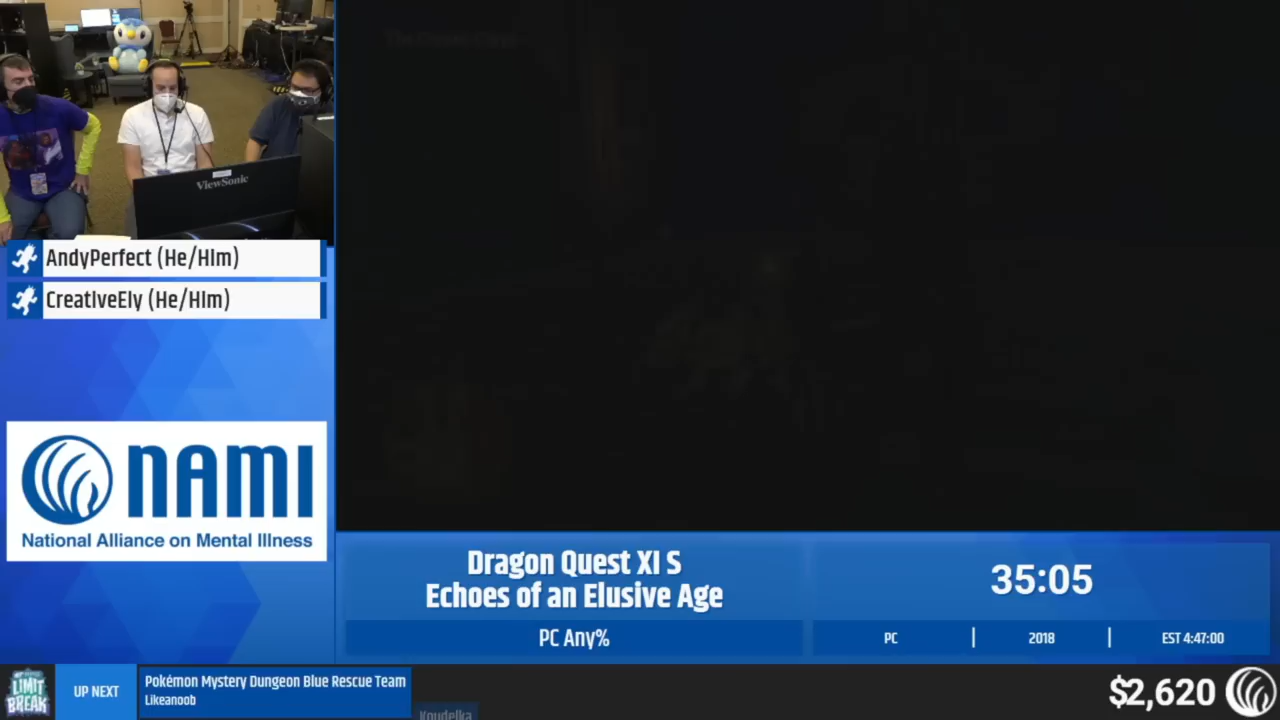 ViewSonic
AndyPerfect (He/HIm)
CreatIveEly (He/HIm)
NAMI
National Alliance on Mental Illness
Dragon Quest XI S
Echoes of an Elusive Age
35:05
PC Any%
PC
2018
EST 4:47:00
LIMIT
BREAK
UP NEXT
Pokémon Mystery Dungeon Blue Rescue Team
Likeanoob
Koudelka
$2,620